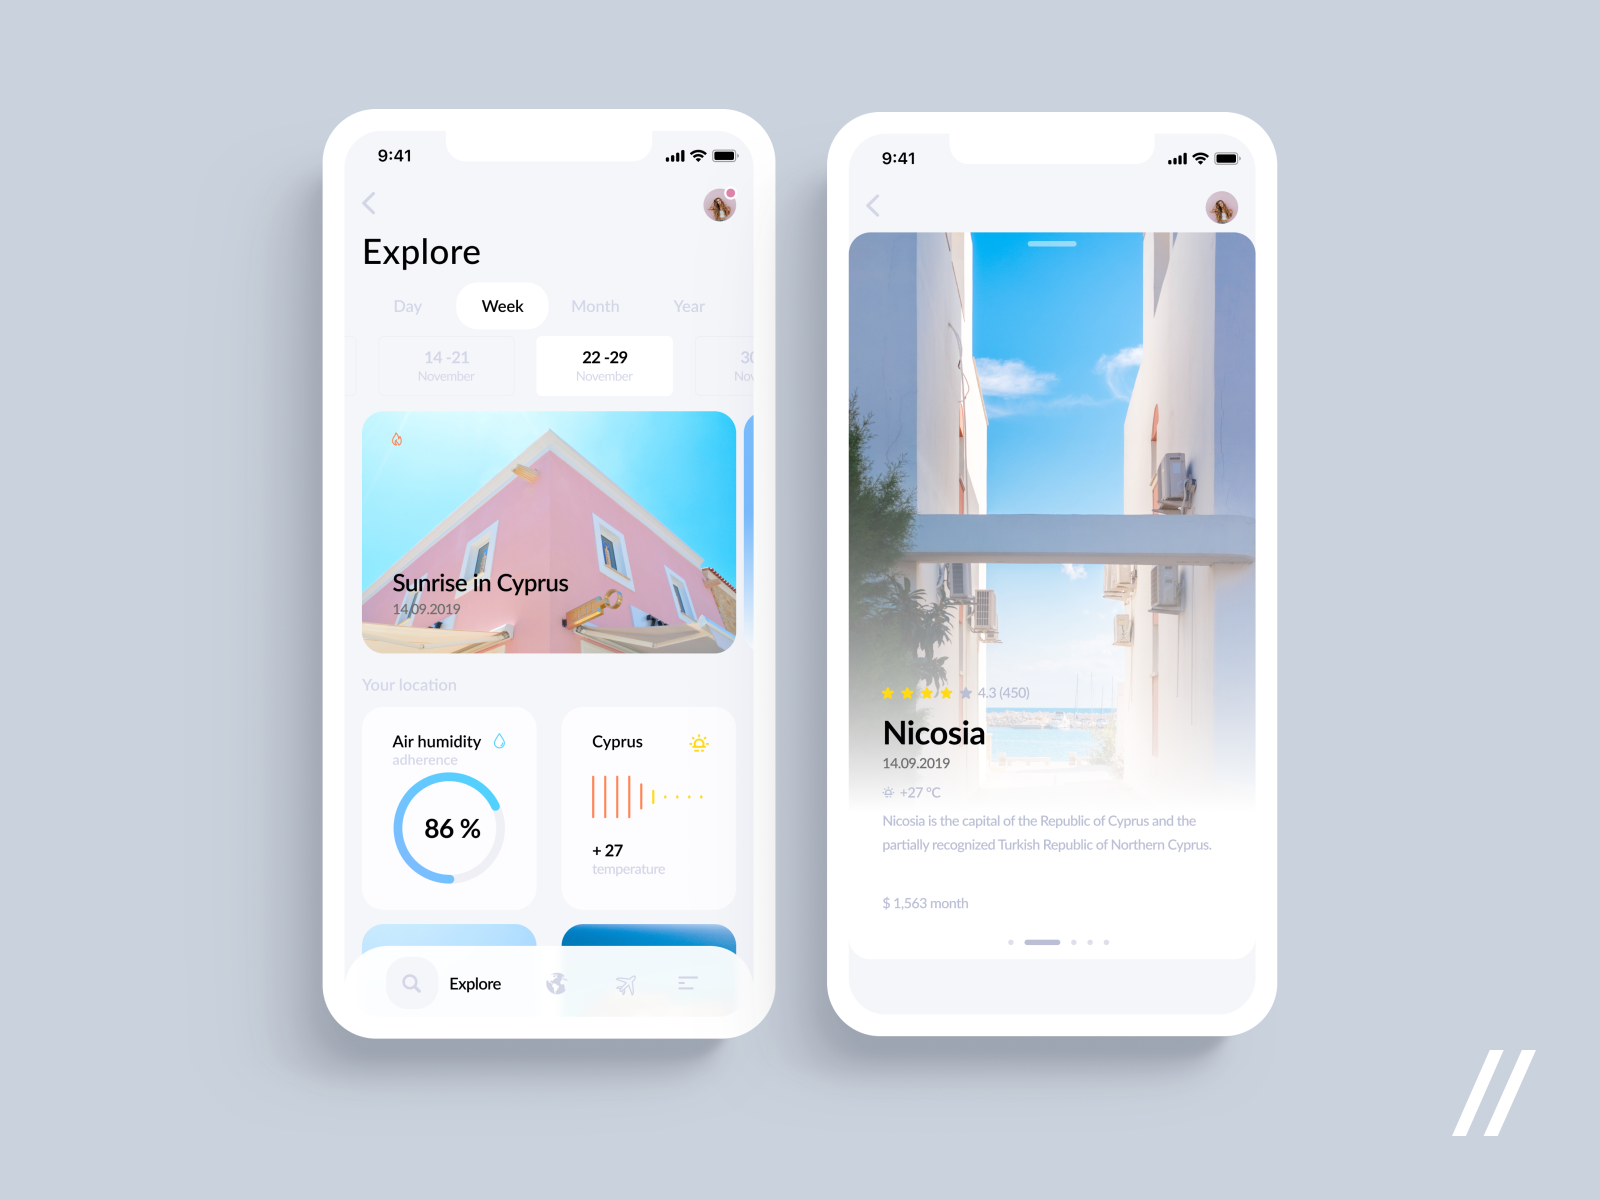 9:41
Explore
Day Week Month Year
14 -21 22 -29 30
November November Nov
Sunrise in Cyprus
14.09.2019
Your location
Air humidity
adherence
86 %
Cyprus
+ 27
temperature
Explore
9:41
4.3 (450)
Nicosia
14.09.2019
+27 °C
Nicosia is the capital of the Republic of Cyprus and the
partially recognized Turkish Republic of Northern Cyprus.
$ 1,563 month